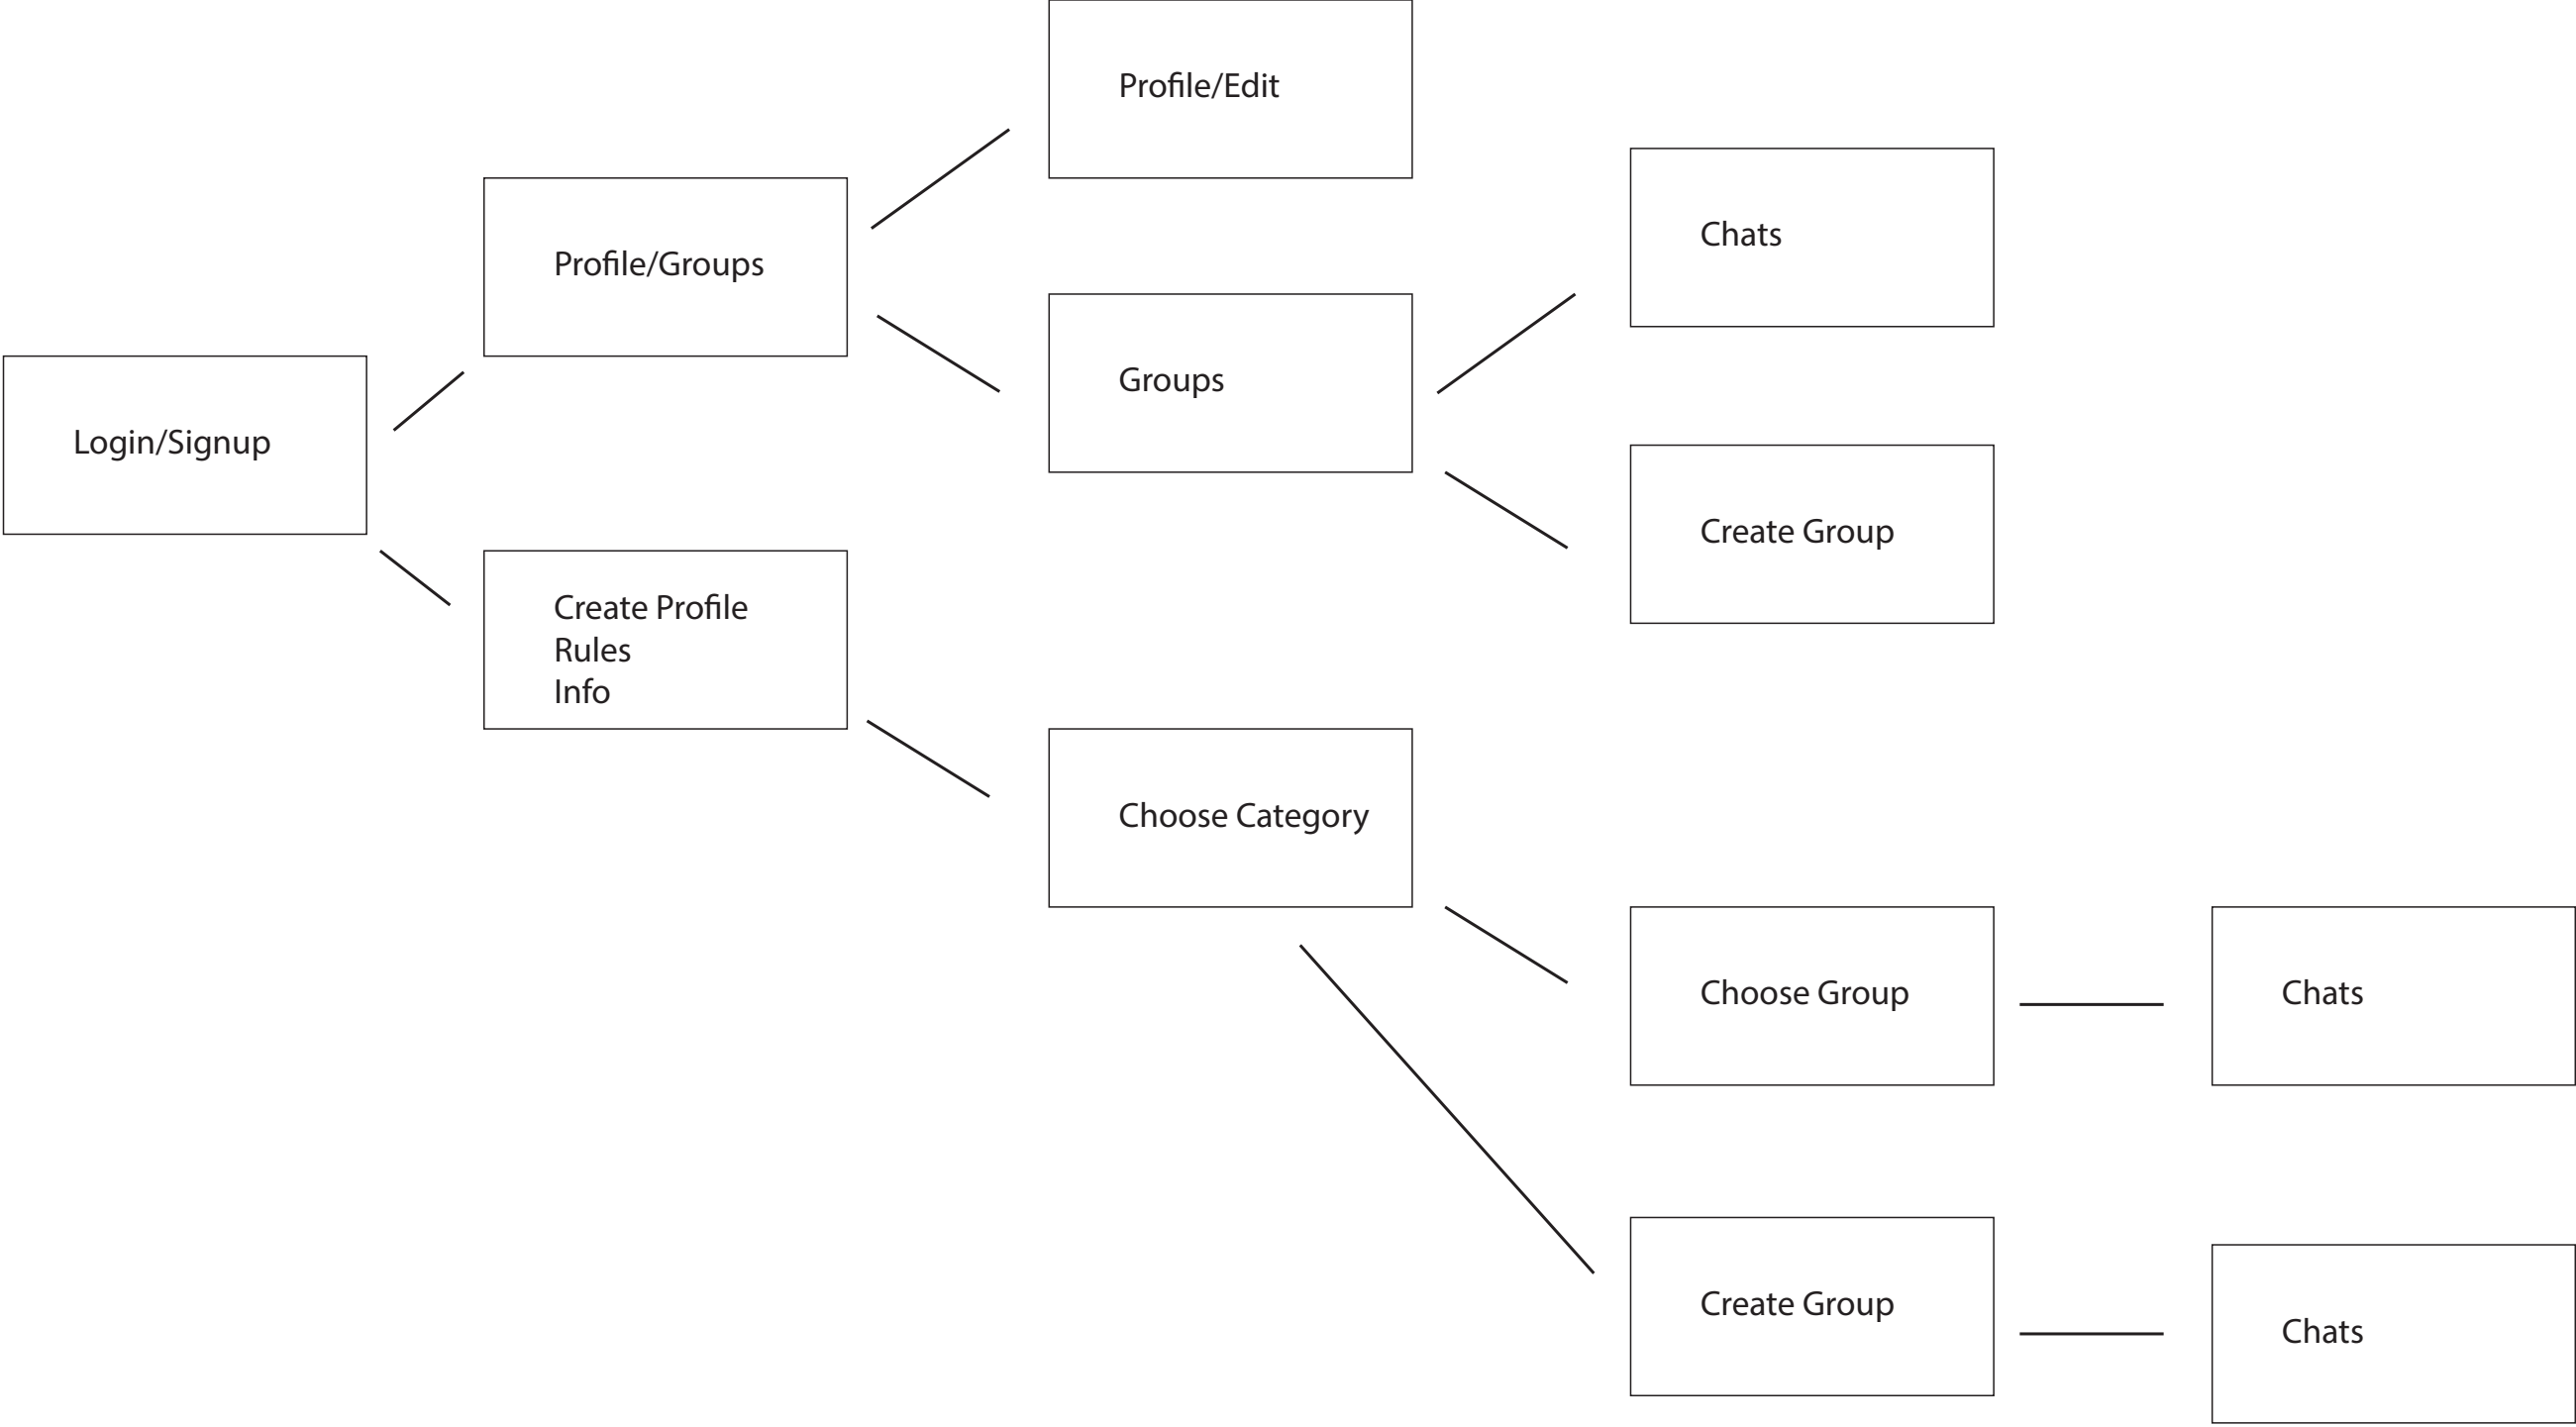 Profile/Edit
Chats
Profile/Groups
Groups
Login/Signup
Create Group
Create Profile
Rules
Info
Choose Category
Choose Group
Chats
Create Group
Chats